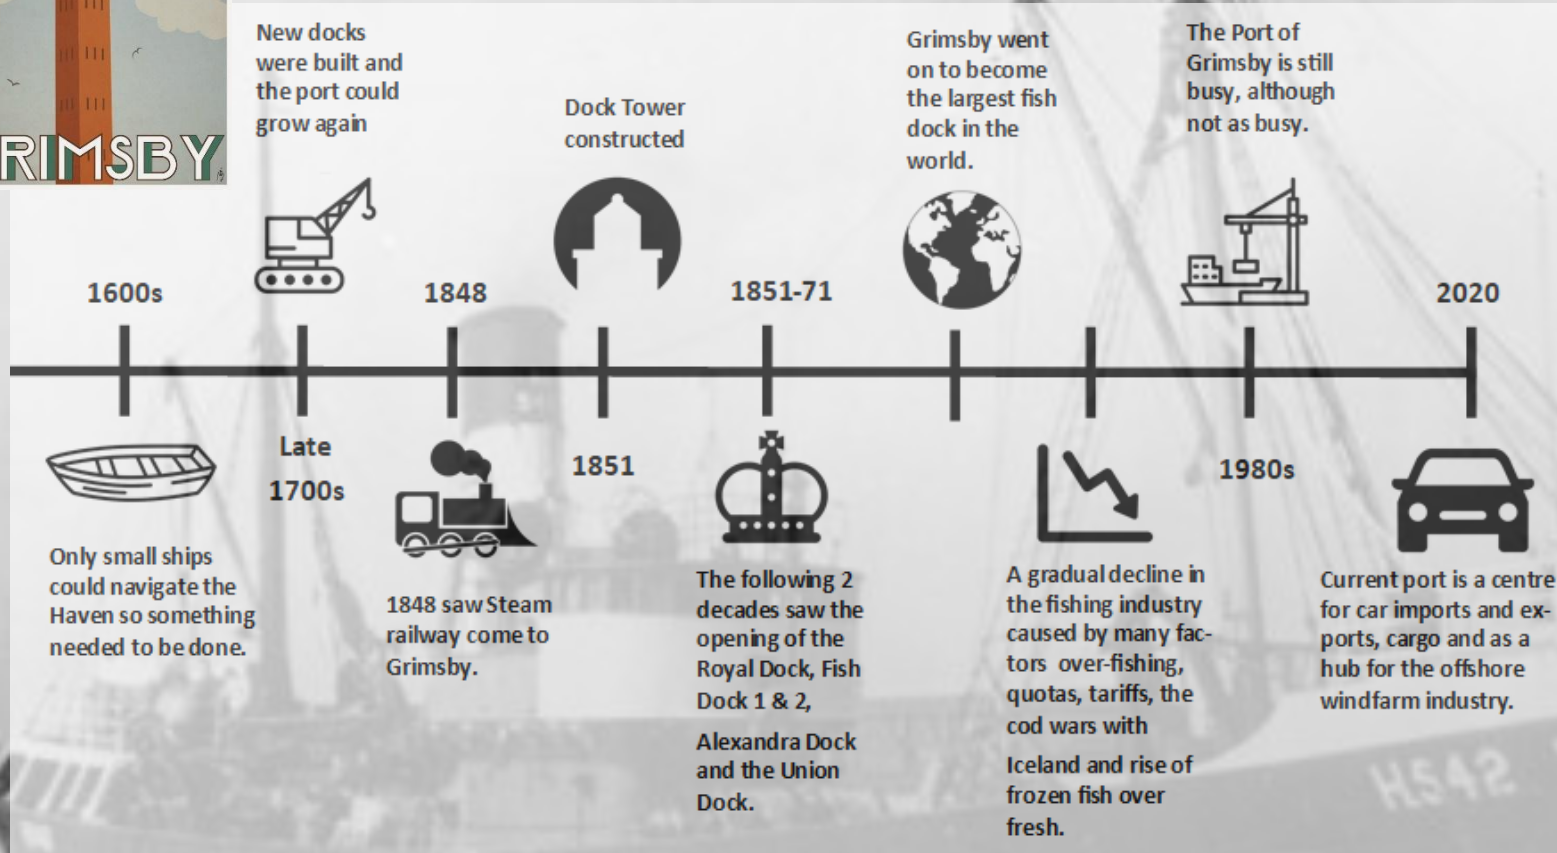 RIMSBY
New docks
were built and
the port could
grow again
Dock Tower
constructed
Grimsby went
on to become
the largest fish
dock in the
world.
The Port of
Grimsby is still
busy, although
not as busy.
1600s
1848
1851-71
2020
Late
1700s
1851
1980s
Only small ships
could navigate the
Haven so something
needed to be done.
1848 saw Steam
railway come to
Grimsby.
The following 2
decades saw the
opening of the
Royal Dock, Fish
Dock 1 & 2,
Alexandra Dock
and the Union
Dock.
A gradual decline in
the fishing industry
caused by many fac-
tors over-fishing,
quotas, tariffs, the
cod wars with
Iceland and rise of
frozen fish over
fresh.
Current port is a centre
for car imports and ex-
ports, cargo and as a
hub for the offshore
windfarm industry.
H542